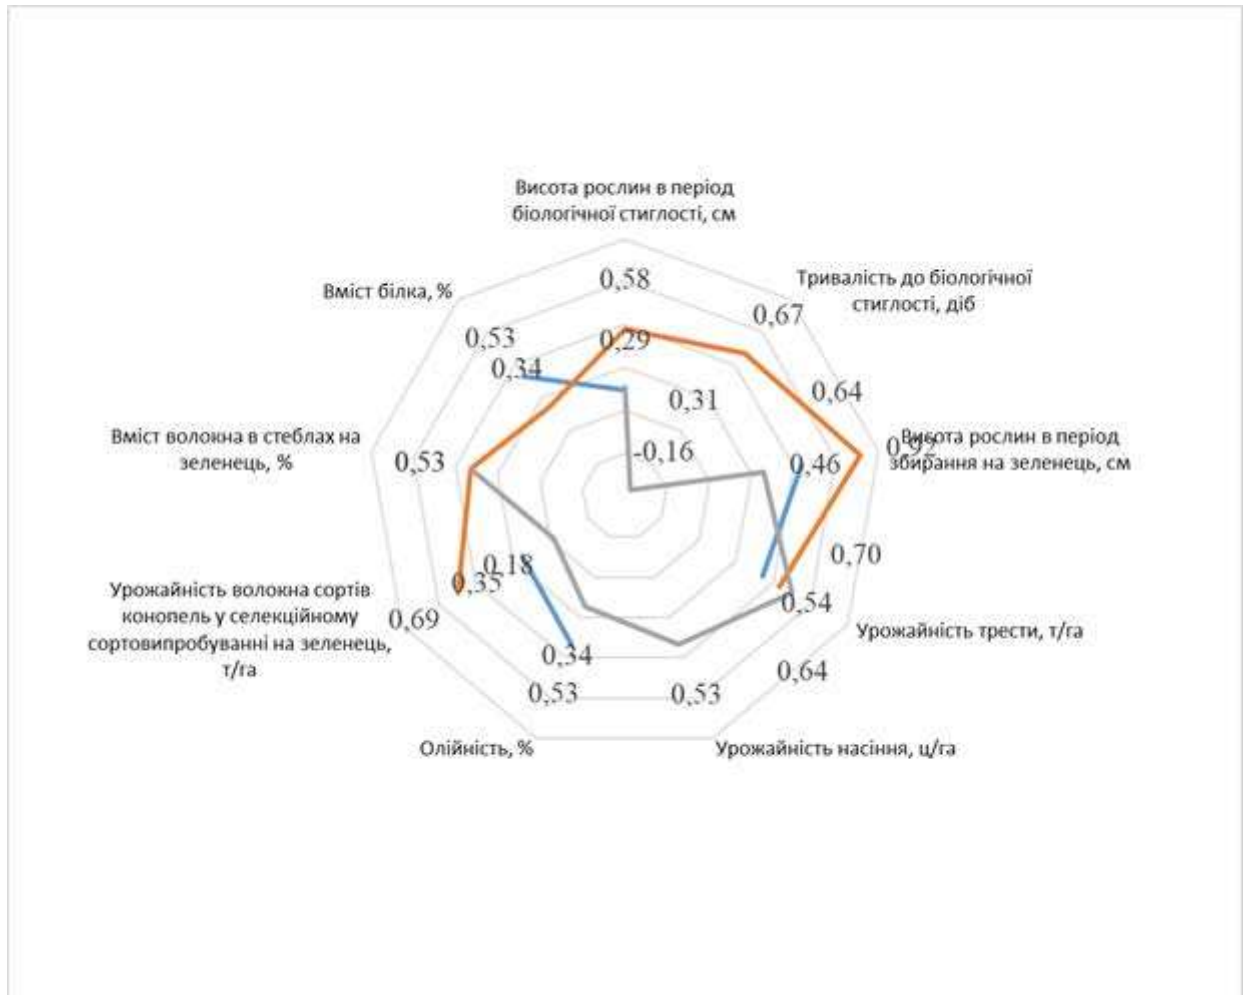 Висота рослин в період
біологічної стиглості, см
0,58
Тривалість до біологічної
стиглості, діб
Вміст білка, %
0,67
0,53
0,29
0,34
0,64
0,31
Висота рослин в період
збирання на зеленець, см
0,92
Вміст волокна в стеблах на
зеленець, %
0,53
-0,16
0,46
0,70
0,18
0,35
Урожайність волокна сортів
конопель у селекційному
сортовипробуванні на зеленець,
т/га
0,69
0,54
Урожайність трести, т/га
0,34
0,64
0,53
0,53
Олійність, %
Урожайність насіння, ц/га